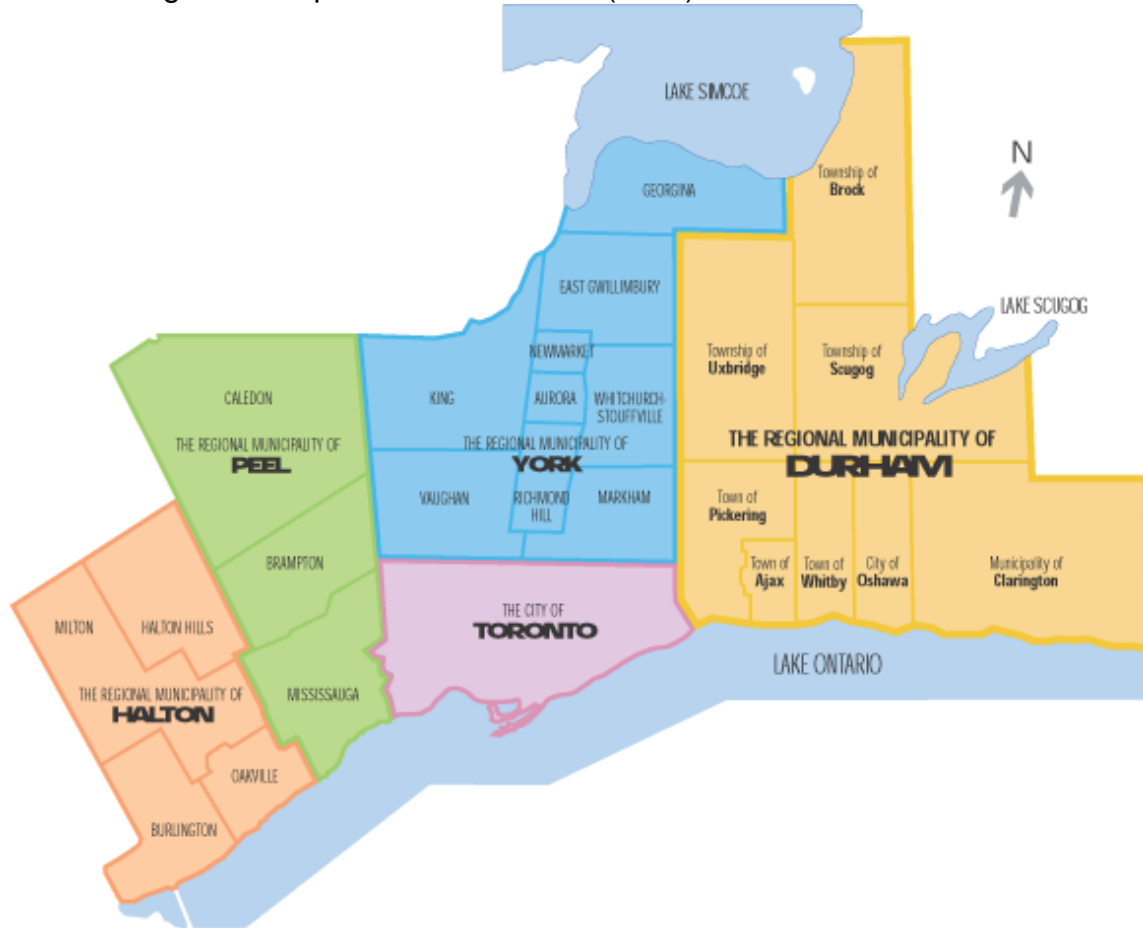 LAKE SIMCOE
N
Township of
Brock
GEORGINA
EAST GWILLIMBURY
LAKE SCUGOG
NEWMARKET
Township of
Uxbridge
Township of
Scugog
CALEDON
KING
AURORA
WHITCHURCH-
STOUFFVILLE
THE REGIONAL MUNICIPALITY OF
PEEL
THE REGIONAL MUNICIPALITY OF
YORK
THE REGIONAL MUNICIPALITY OF
DURHAM
VAUGHAN
RICHMOND
HILL
MARKHAM
Town of
Pickering
BRAMPTON
Town of
Ajax
Town of
Whitby
City of
Oshawa
Municipality of
Clarington
MILTON
HALTON HILLS
THE CITY OF
TORONTO
LAKE ONTARIO
THE REGIONAL MUNICIPALITY OF
HALTON
MISSISSAUGA
OAKVILLE
BURLINGTON